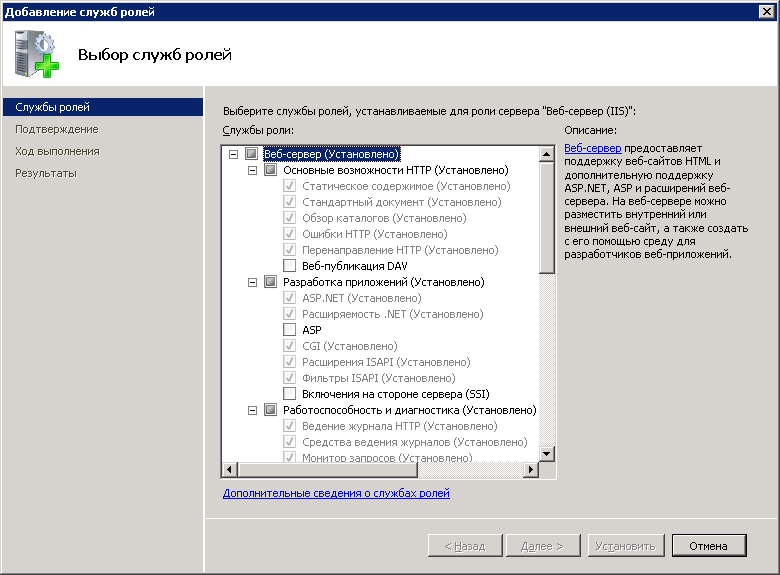 Добавление служб ролей
Выбор служб ролей
Службы ролей
Подтверждение
Ход выполнения
Результаты
Выберите службы ролей, устанавливаемые для роли сервера "Веб-сервер (IIS)":
Службы роли:
Веб-сервер (Установлено)
Основные возможности HTTP (Установлено)
Статическое содержимое (Установлено)
Стандартный документ (Установлено)
Обзор каталогов (Установлено)
Ошибки HTTP (Установлено)
Перенаправление HTTP (Установлено)
Веб-публикация DAV
Разработка приложений (Установлено)
ASP.NET (Установлено)
Расширяемость .NET (Установлено)
ASP
CGI (Установлено)
Расширения ISAPI (Установлено)
Фильтры ISAPI (Установлено)
Включения на стороне сервера (SSI)
Работоспособность и диагностика (Установлено)
Ведение журнала HTTP (Установлено)
Средства ведения журналов (Установлено)
Монитор запросов (Установлено)
Дополнительные сведения о службах ролей
Описание:
Веб-сервер предоставляет
поддержку веб-сайтов HTML и
дополнительную поддержку
ASP.NET, ASP и расширений веб-
сервера. На веб-сервере можно
разместить внутренний или
внешний веб-сайт, а также создать
с его помощью среду для
разработчиков веб-приложений.
< Назад
Далее >
Установить
Отмена